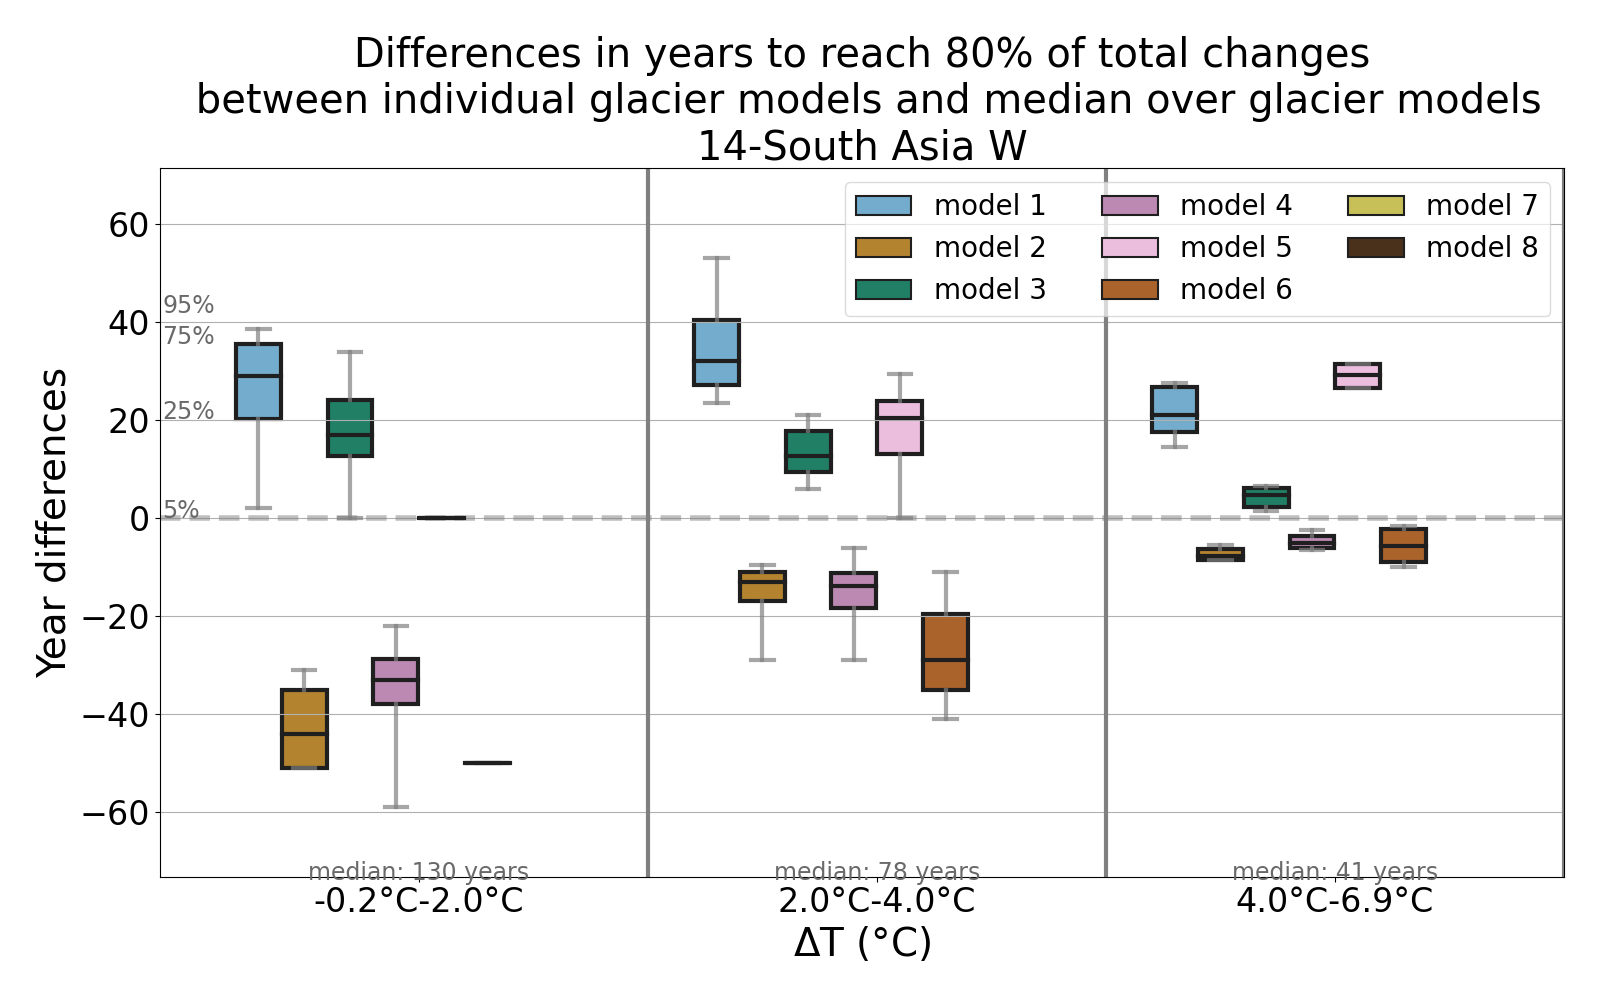 Differences in years to reach 80% of total changes
between individual glacier models and median over glacier models
14-South Asia W
model 1
model 2
model 3
model 4
model 5
model 6
model 7
model 8
Year differences
60
40
20
0
−20
−40
−60
95%
75%
25%
5%
median: 130 years
median: 78 years
median: 41 years
-0.2°C-2.0°C
2.0°C-4.0°C
4.0°C-6.9°C
ΔT (°C)